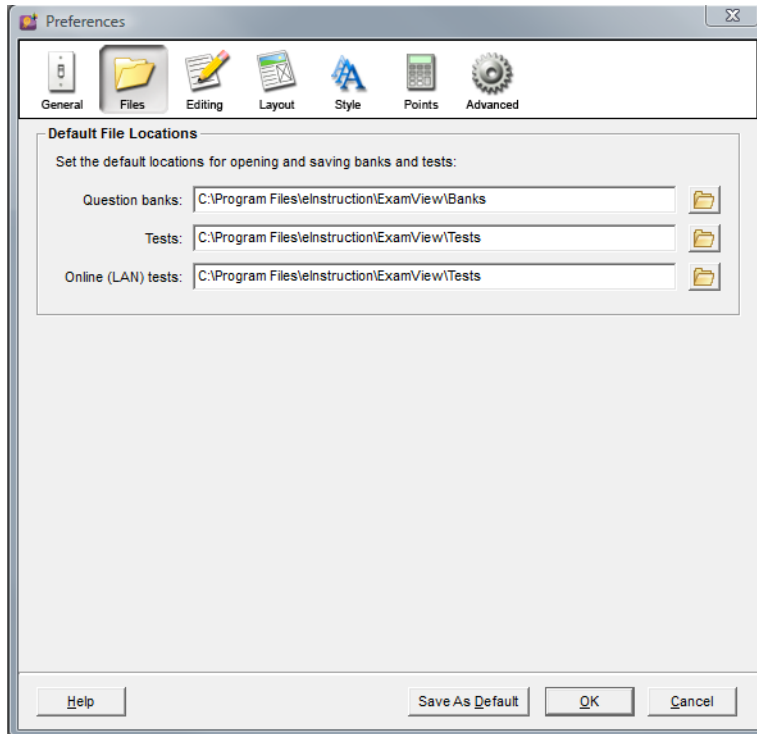 Preferences
General Files Editing Layout Style Points Advanced
Default File Locations
Set the default locations for opening and saving banks and tests:
Question banks: C:\Program Files\eInstruction\ExamView\Banks
Tests: C:\Program Files\eInstruction\ExamView\Tests
Online (LAN) tests: C:\Program Files\eInstruction\ExamView\Tests
Help Save As Default OK Cancel